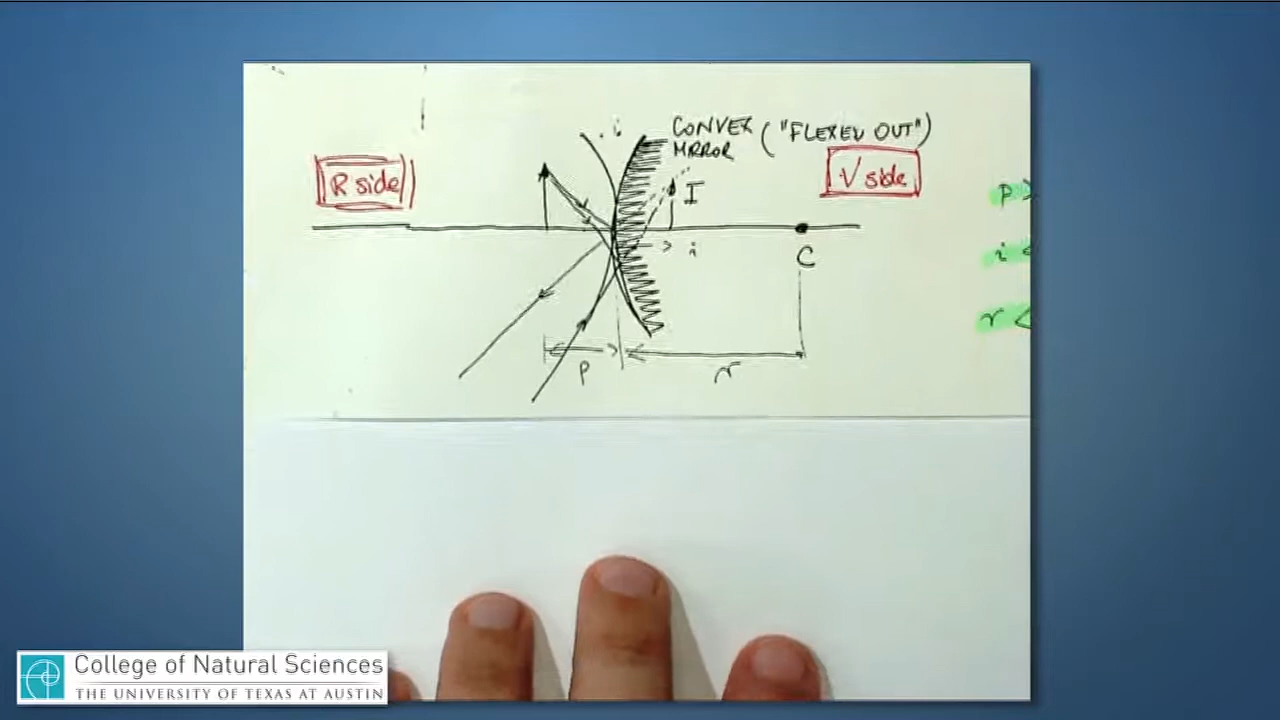 . i
CONVEX ("FLEXED OUT")
MIRROR
R side
V side
I
p >
i
i <
C
r <
p
r
College of Natural Sciences
THE UNIVERSITY OF TEXAS AT AUSTIN